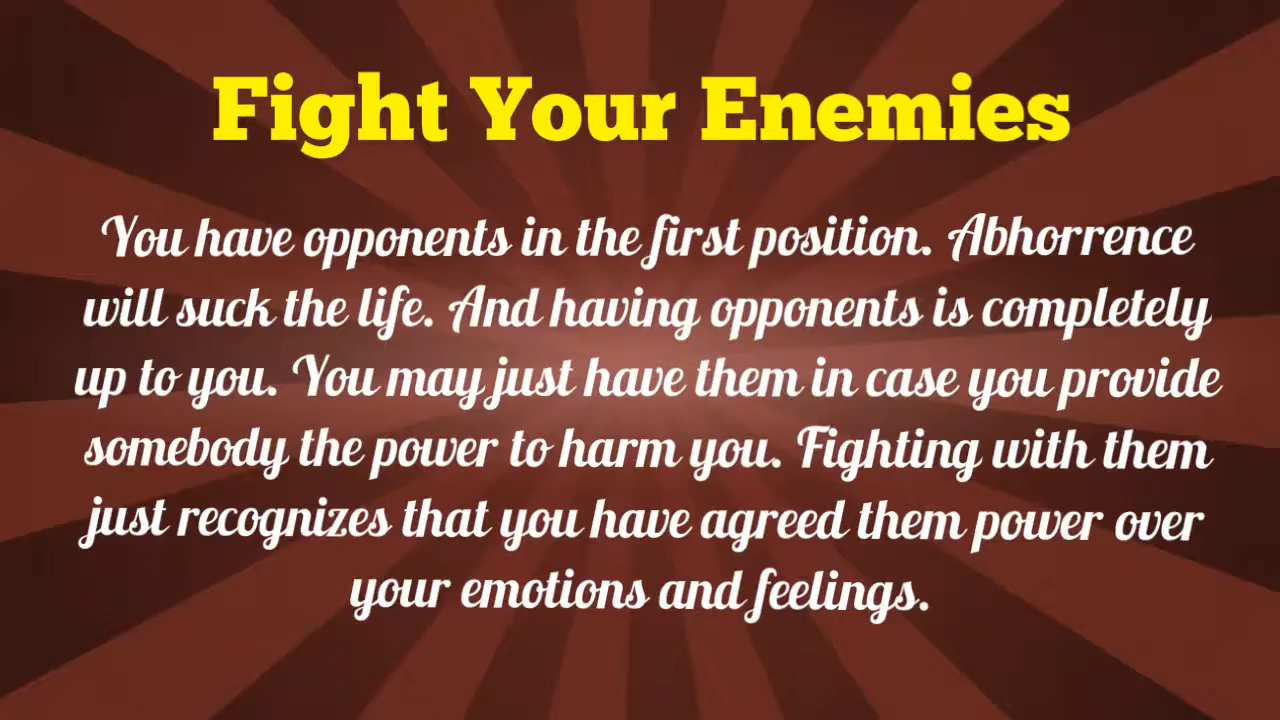 Fight Your Enemies
You have opponents in the first position. Abhorrence
will suck the life. And having opponents is completely
up to you. You may just have them in case you provide
somebody the power to harm you. Fighting with them
just recognizes that you have agreed them power over
your emotions and feelings.